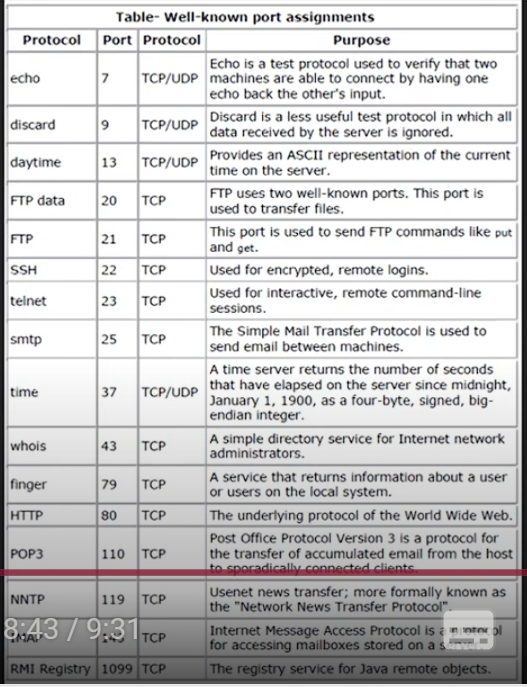 Table- Well-known port assignments
Protocol Port Protocol Purpose
echo 7 TCP/UDP Echo is a test protocol used to verify that two
machines are able to connect by having one
echo back the other's input.
discard 9 TCP/UDP Discard is a less useful test protocol in which all
data received by the server is ignored.
daytime 13 TCP/UDP Provides an ASCII representation of the current
time on the server.
FTP data 20 TCP FTP uses two well-known ports. This port is
used to transfer files.
FTP 21 TCP This port is used to send FTP commands like put
and get.
SSH 22 TCP Used for encrypted, remote logins.
telnet 23 TCP Used for interactive, remote command-line
sessions.
smtp 25 TCP The Simple Mail Transfer Protocol is used to
send email between machines.
time 37 TCP/UDP A time server returns the number of seconds
that have elapsed on the server since midnight,
January 1, 1900, as a four-byte, signed, big-
endian integer.
whois 43 TCP A simple directory service for Internet network
administrators.
finger 79 TCP A service that returns information about a user
or users on the local system.
HTTP 80 TCP The underlying protocol of the World Wide Web.
POP3 110 TCP Post Office Protocol Version 3 is a protocol for
the transfer of accumulated email from the host
to sporadically connected clients.
NNTP 119 TCP Usenet news transfer; more formally known as
the "Network News Transfer Protocol".
8:43 / 9:31
IMAP TCP Internet Message Access Protocol is a protocol
for accessing mailboxes stored on a
RMI Registry 1099 TCP The registry service for Java remote objects.